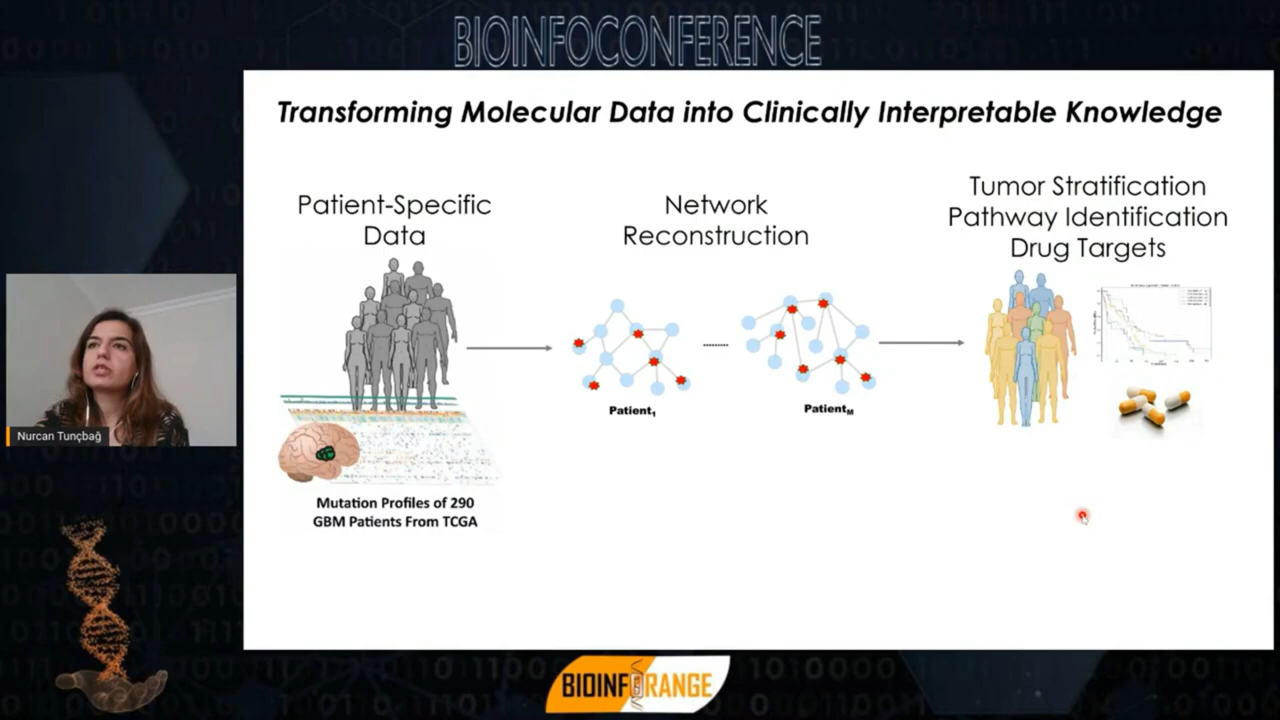 BIOINFOCONFERENCE
Transforming Molecular Data into Clinically Interpretable Knowledge
Patient-Specific
Data
Network
Reconstruction
Tumor Stratification
Pathway Identification
Drug Targets
Patient1
PatientM
Nurcan Tunçbağ
Mutation Profiles of 290
GBM Patients From TCGA
BIOINFORANGE